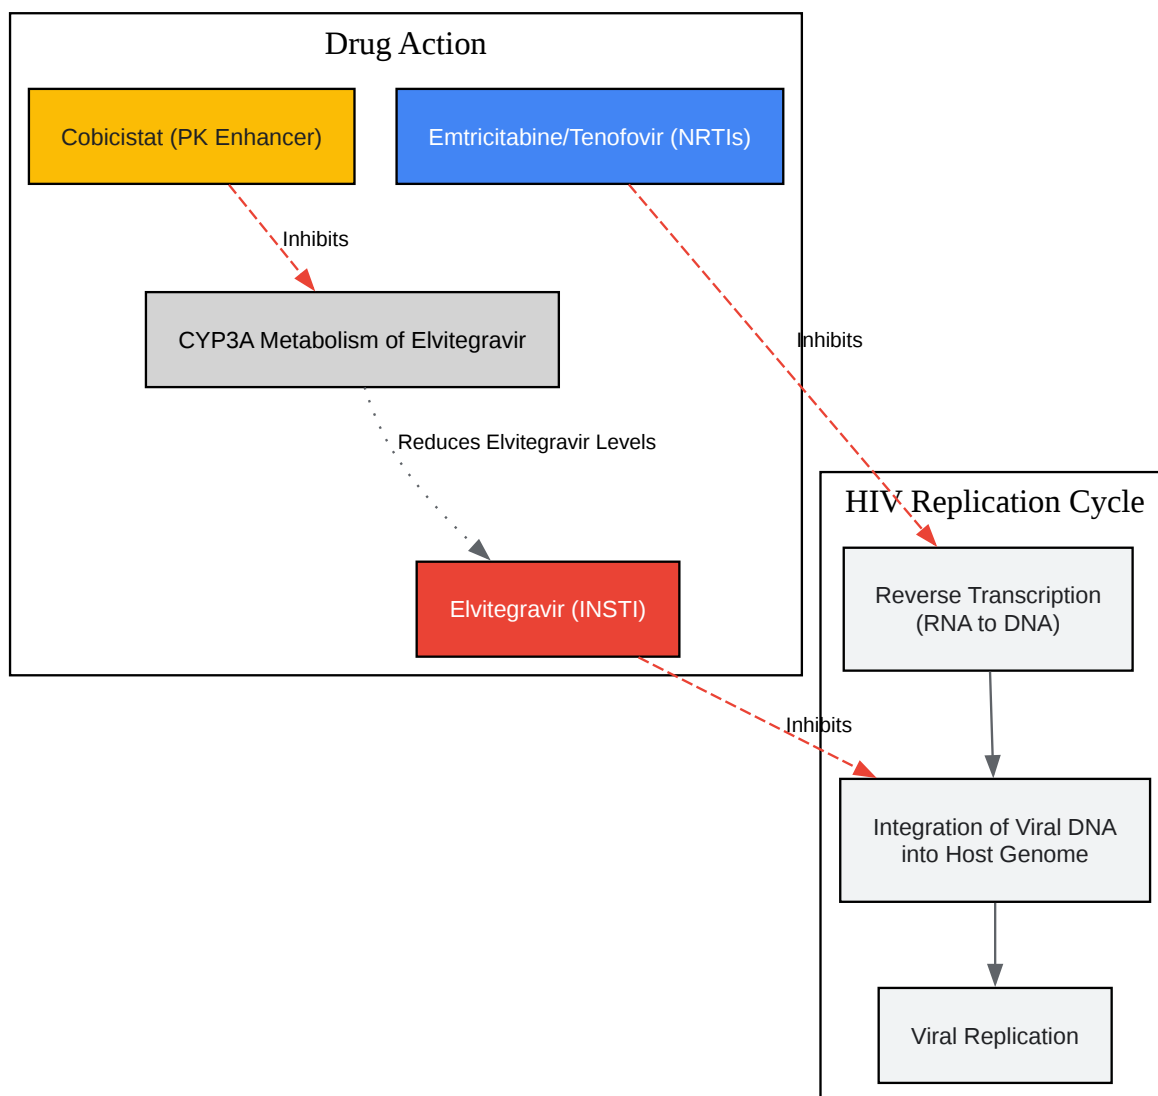 Drug Action
Cobicistat (PK Enhancer)
Emtricitabine/Tenofovir (NRTIs)
Inhibits
CYP3A Metabolism of Elvitegravir
Inhibits
Reduces Elvitegravir Levels
HIV Replication Cycle
Elvitegravir (INSTI)
Reverse Transcription
(RNA to DNA)
Inhibits
Integration of Viral DNA
into Host Genome
Viral Replication